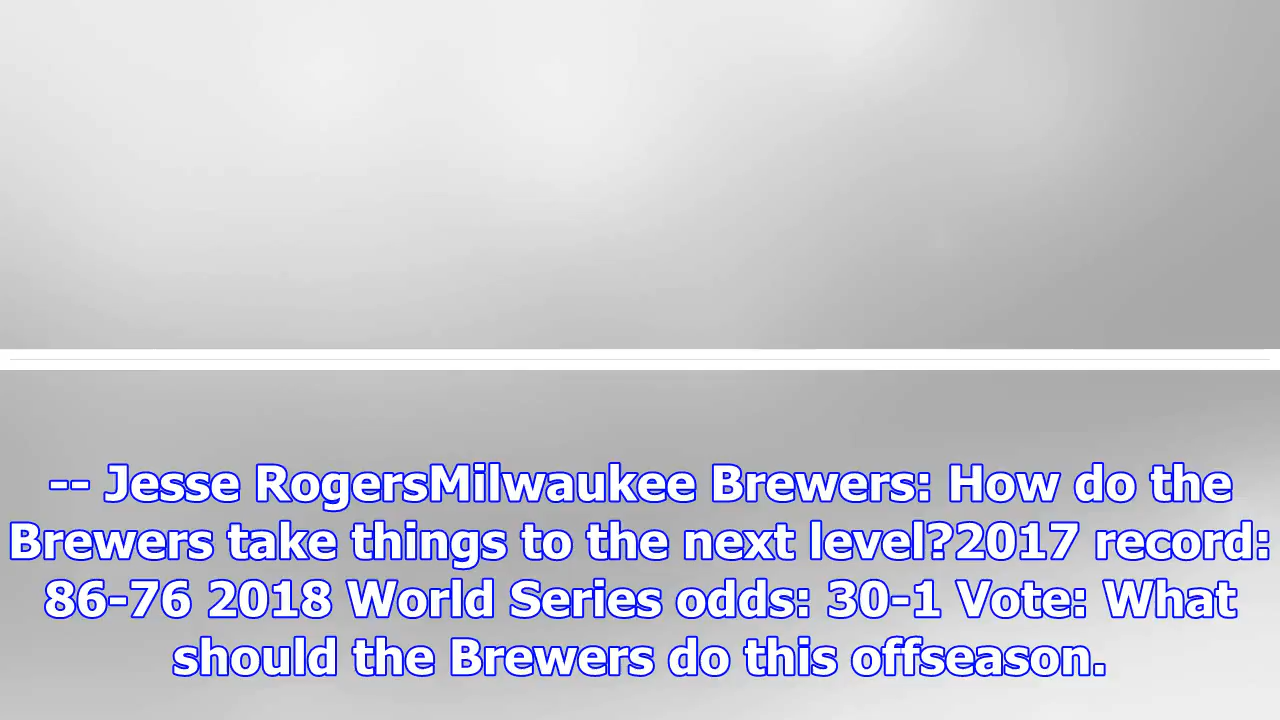 -- Jesse RogersMilwaukee Brewers: How do the
Brewers take things to the next level?2017 record:
86-76 2018 World Series odds: 30-1 Vote: What
should the Brewers do this offseason.